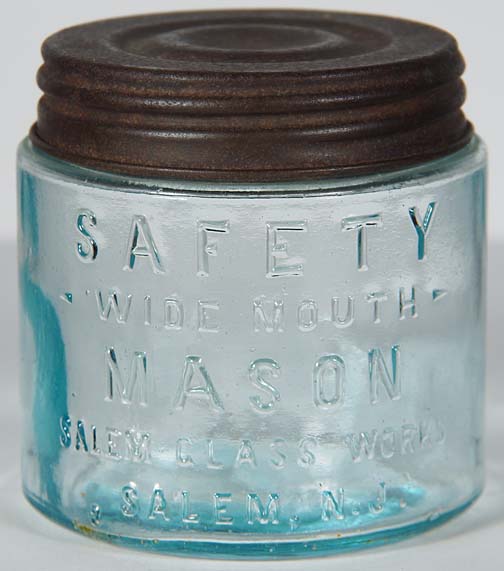 SAFETY
WIDE MOUTH
MASON
SALEM GLASS WORKS
SALEM, N.J.